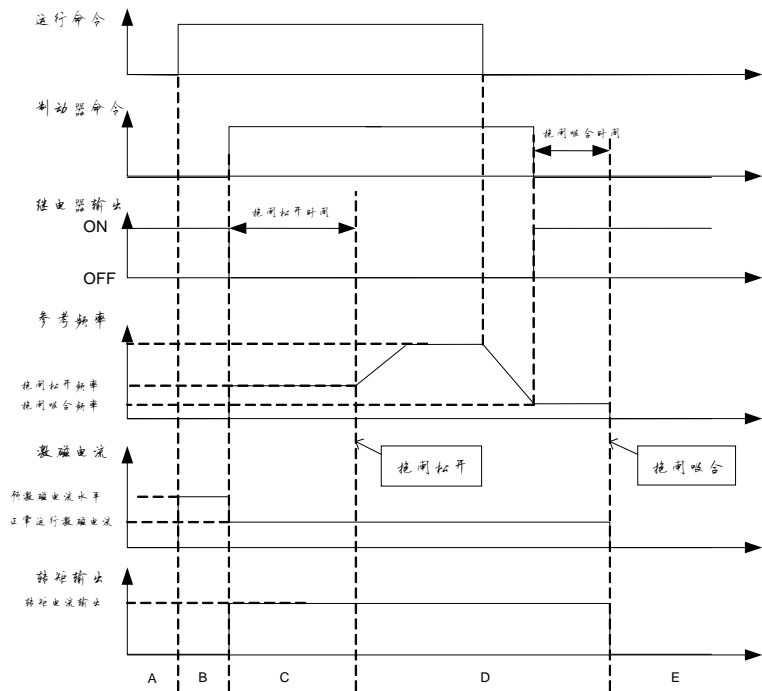 运行命令
制动器命令
抱闸吸合时间
继电器输出
ON
抱闸松开时间
OFF
参考频率
抱闸松开频率
抱闸吸合频率
激磁电流
抱闸松开
抱闸吸合
预激磁电流水平
正常运行激磁电流
转矩输出
转矩电流输出
A B C D E